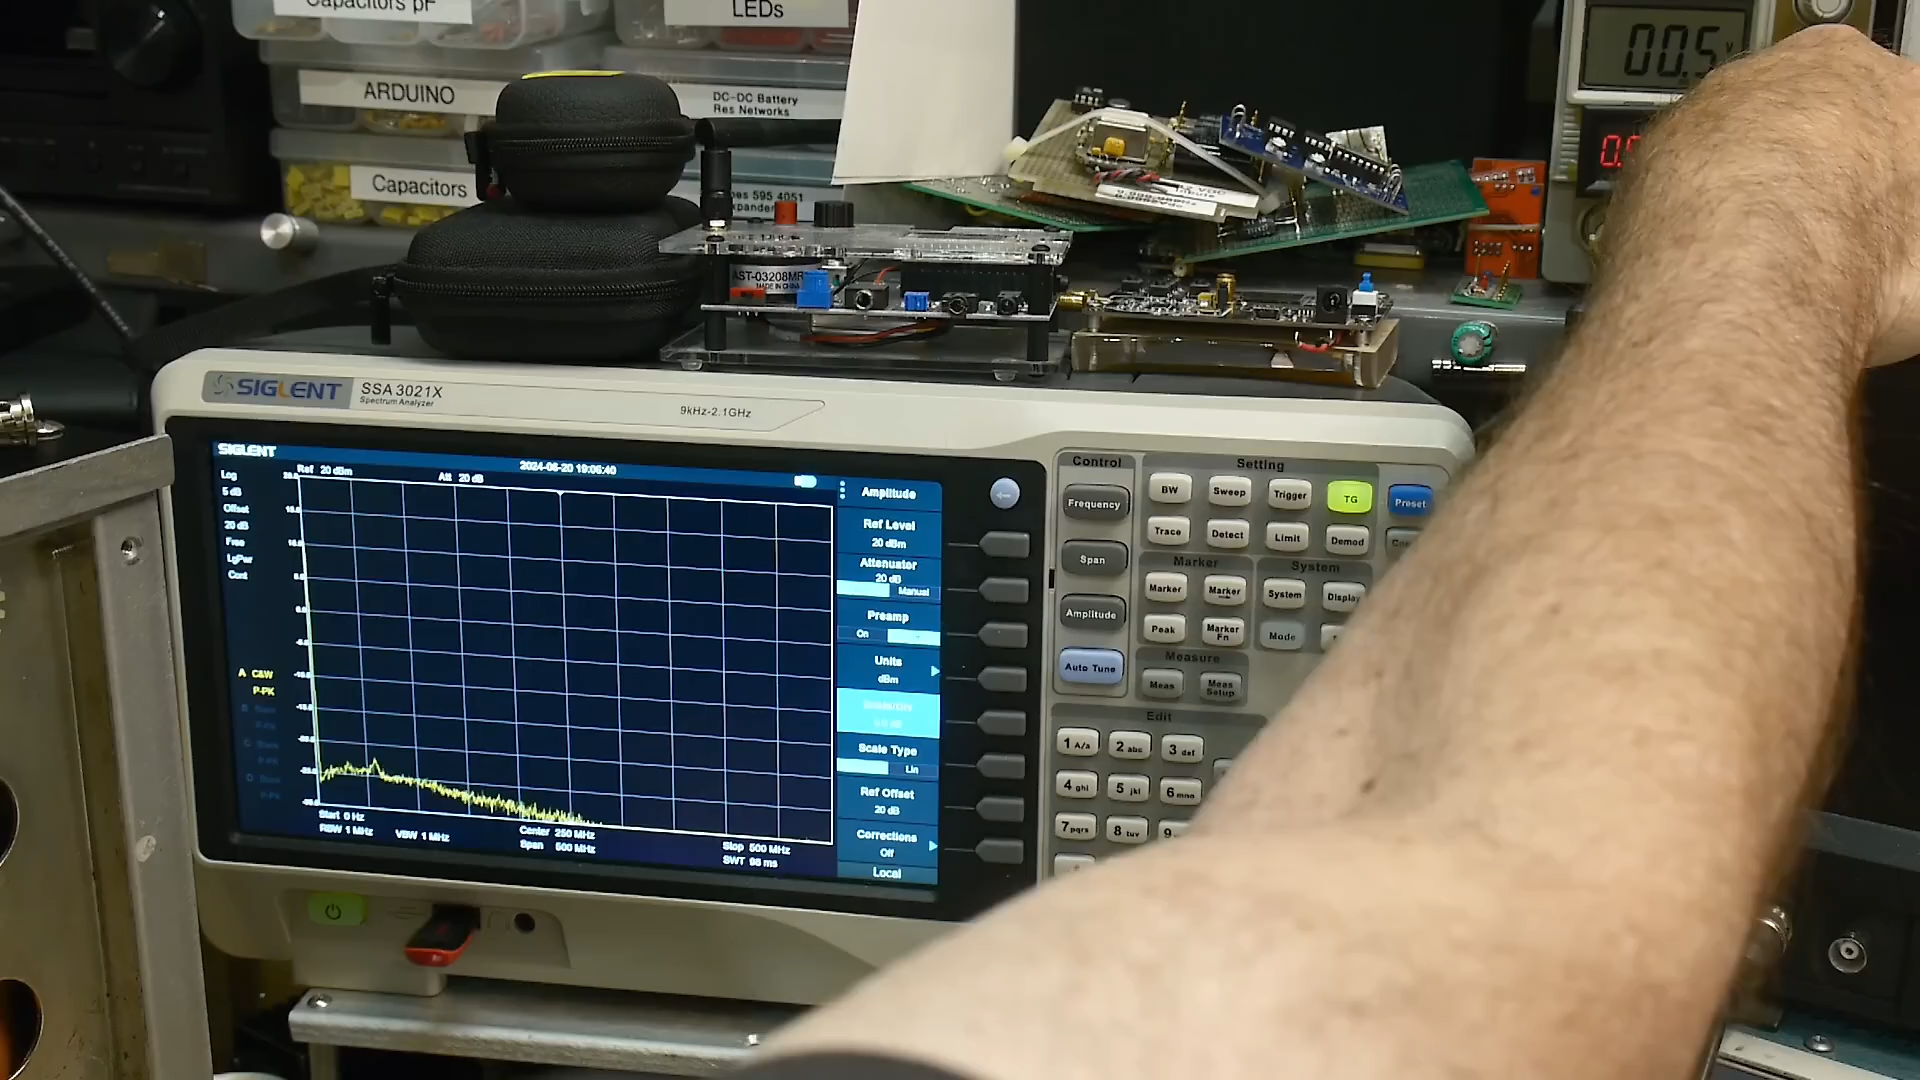 Capacitors pF
LEDs
ARDUINO
DC-DC Battery
Res Networks
Capacitors
595 4051
00.5
AST-03208MR
MADE IN CHINA
SIGLENT
SSA 3021X
Spectrum Analyzer
9kHz-2.1GHz
SIGLENT
2024-06-20 19:06:40
Log
5 dB
Offset
20 dB
Free
LgPwr
Cont
A C&W
P-PK
Ref 20 dBm
Att 20 dB
Start 0 Hz
RBW 1 MHz
VBW 1 MHz
Center 250 MHz
Span 500 MHz
Stop 500 MHz
SWT 98 ms
Amplitude
Ref Level
20 dBm
Attenuator
20 dB
Manual
Preamp
On
Units
dBm
Scale Type
Lin
Ref Offset
20 dB
Corrections
Off
Local
Control
Frequency
Span
Amplitude
Auto Tune
Setting
BW
Sweep
Trigger
TG
Preset
Trace
Detect
Limit
Demod
Marker
Marker
Marker
Peak
Marker
Fn
System
System
Display
Mode
Measure
Meas
Meas
Setup
Edit
1 A/a
2 abc
3 def
4 ghi
5 jkl
6 mno
7 pqrs
8 tuv
9